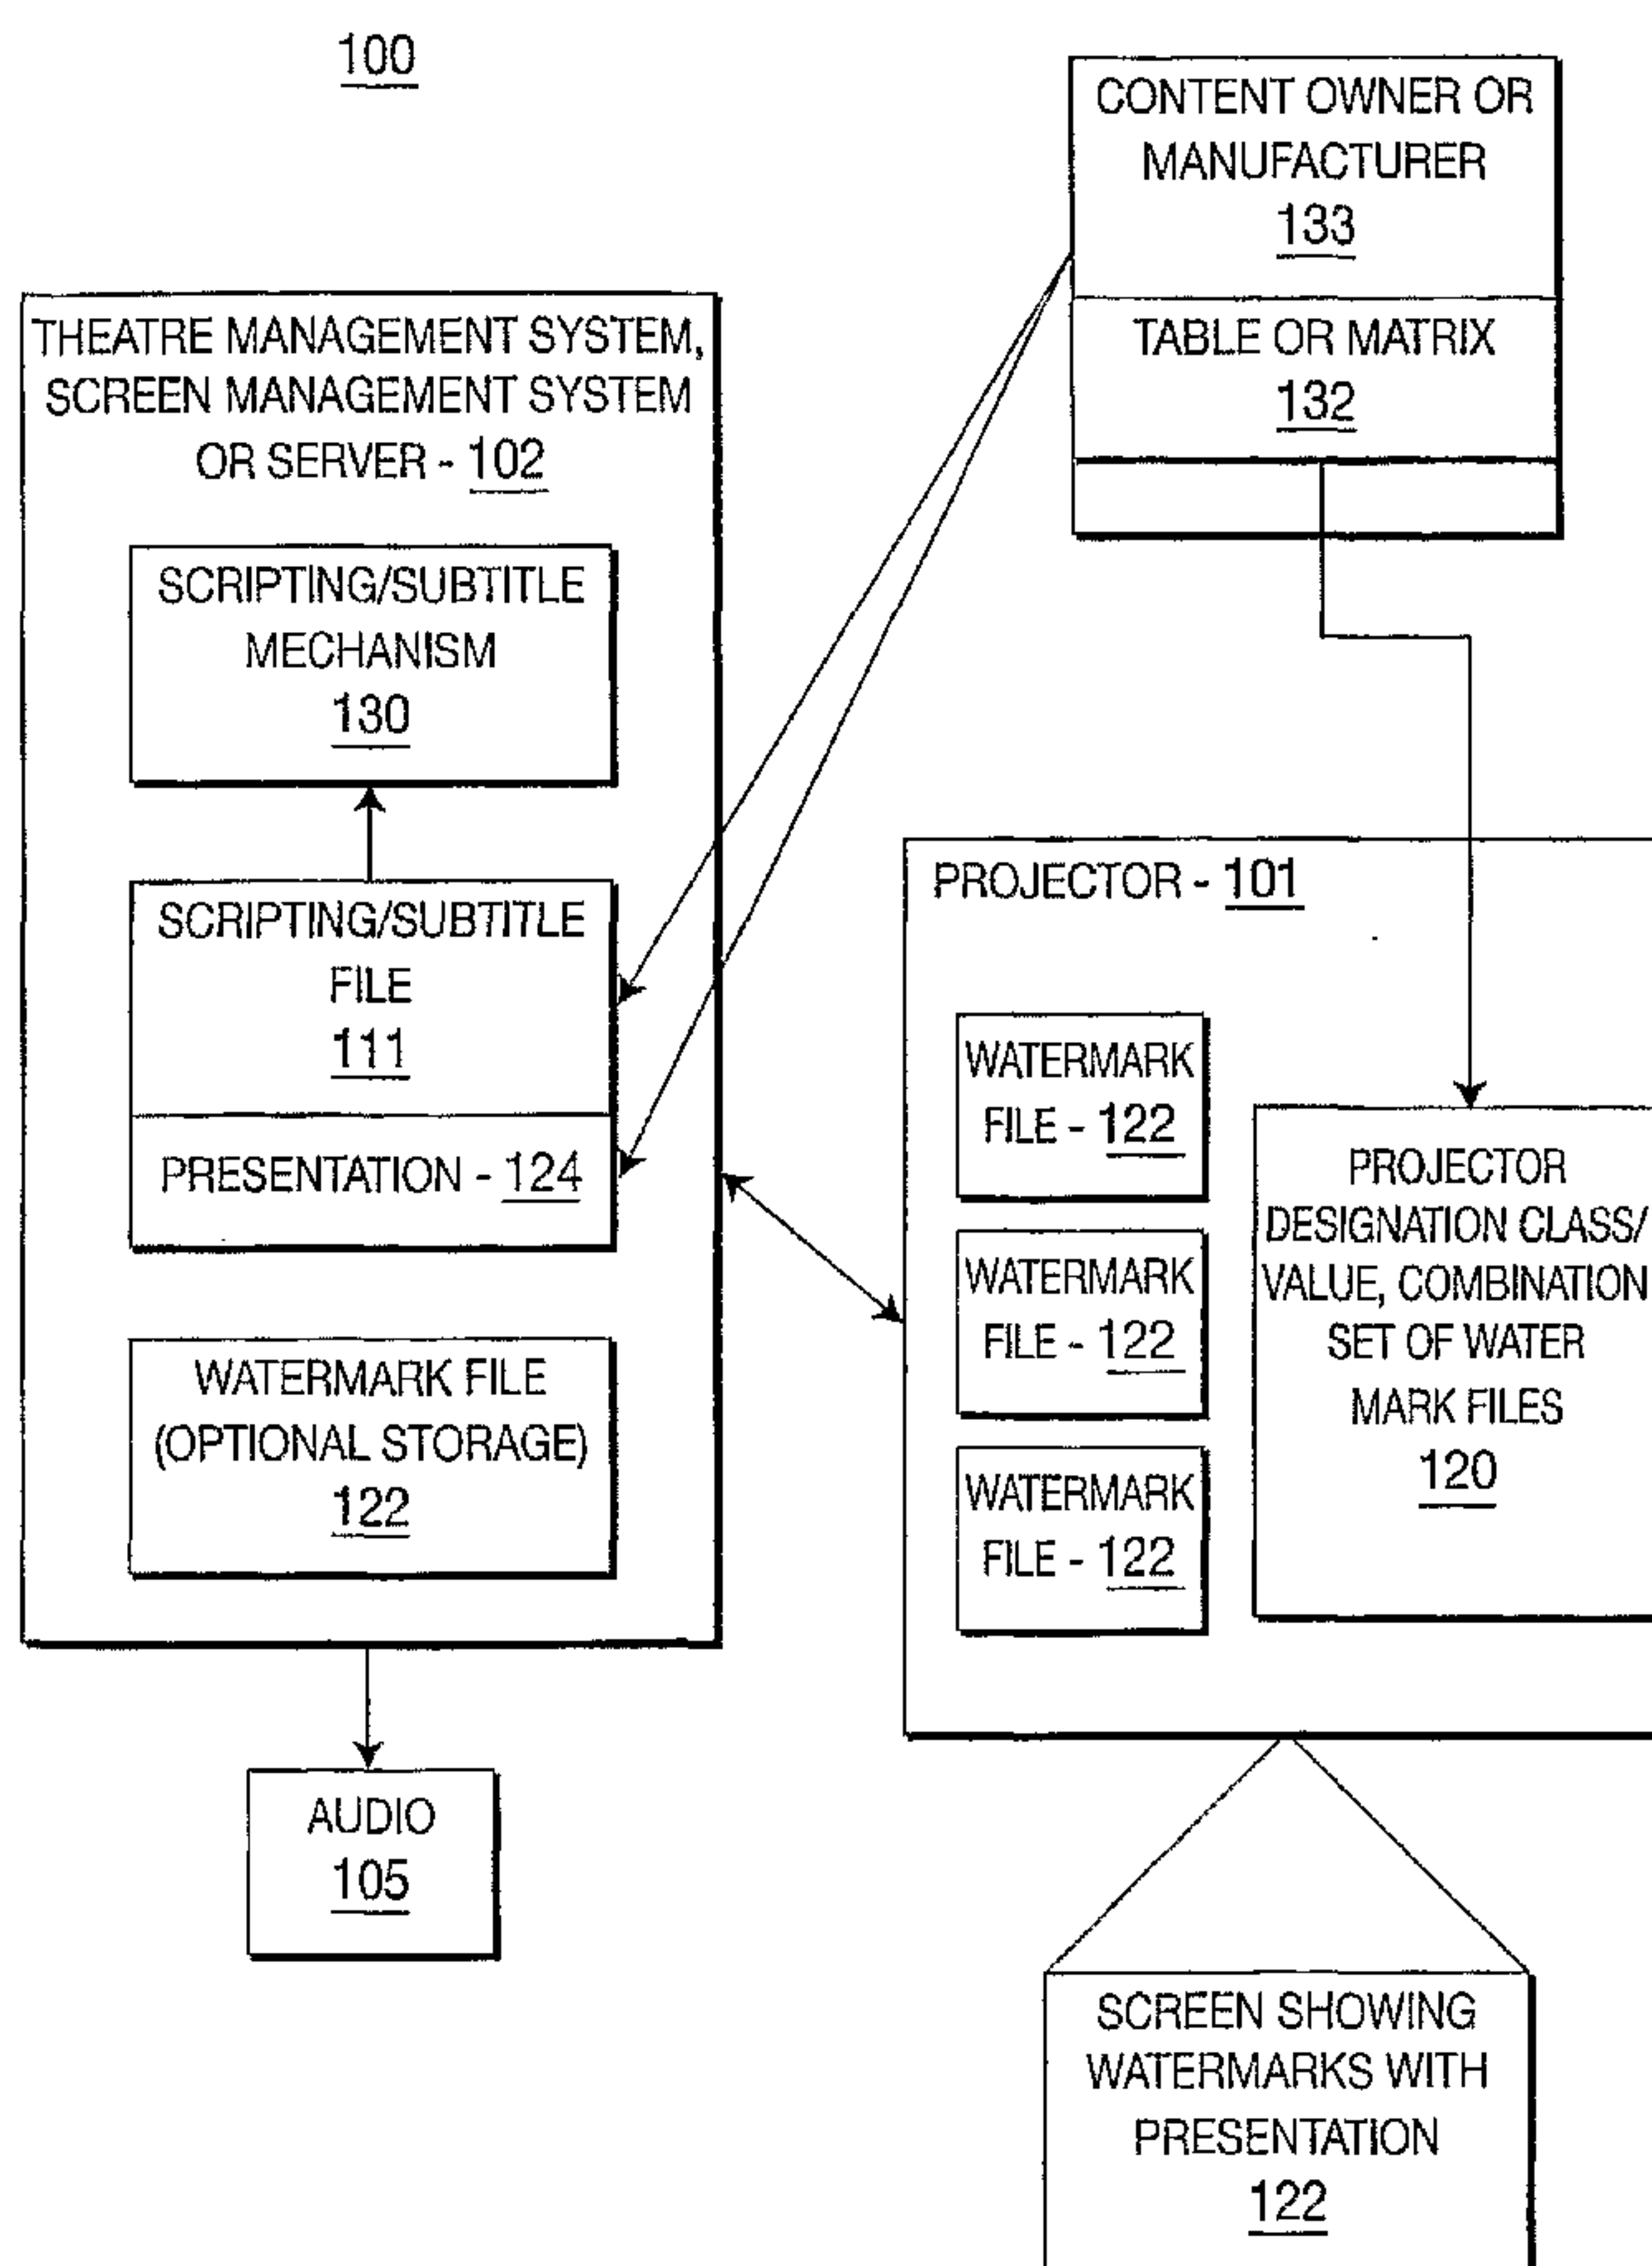 100
CONTENT OWNER OR
MANUFACTURER
133
TABLE OR MATRIX
132
THEATRE MANAGEMENT SYSTEM,
SCREEN MANAGEMENT SYSTEM
OR SERVER - 102
SCRIPTING/SUBTITLE
MECHANISM
130
SCRIPTING/SUBTITLE
FILE
111
PRESENTATION - 124
WATERMARK FILE
(OPTIONAL STORAGE)
122
AUDIO
105
PROJECTOR - 101
WATERMARK
FILE - 122
WATERMARK
FILE - 122
WATERMARK
FILE - 122
PROJECTOR
DESIGNATION CLASS/
VALUE, COMBINATION
SET OF WATER
MARK FILES
120
SCREEN SHOWING
WATERMARKS WITH
PRESENTATION
122